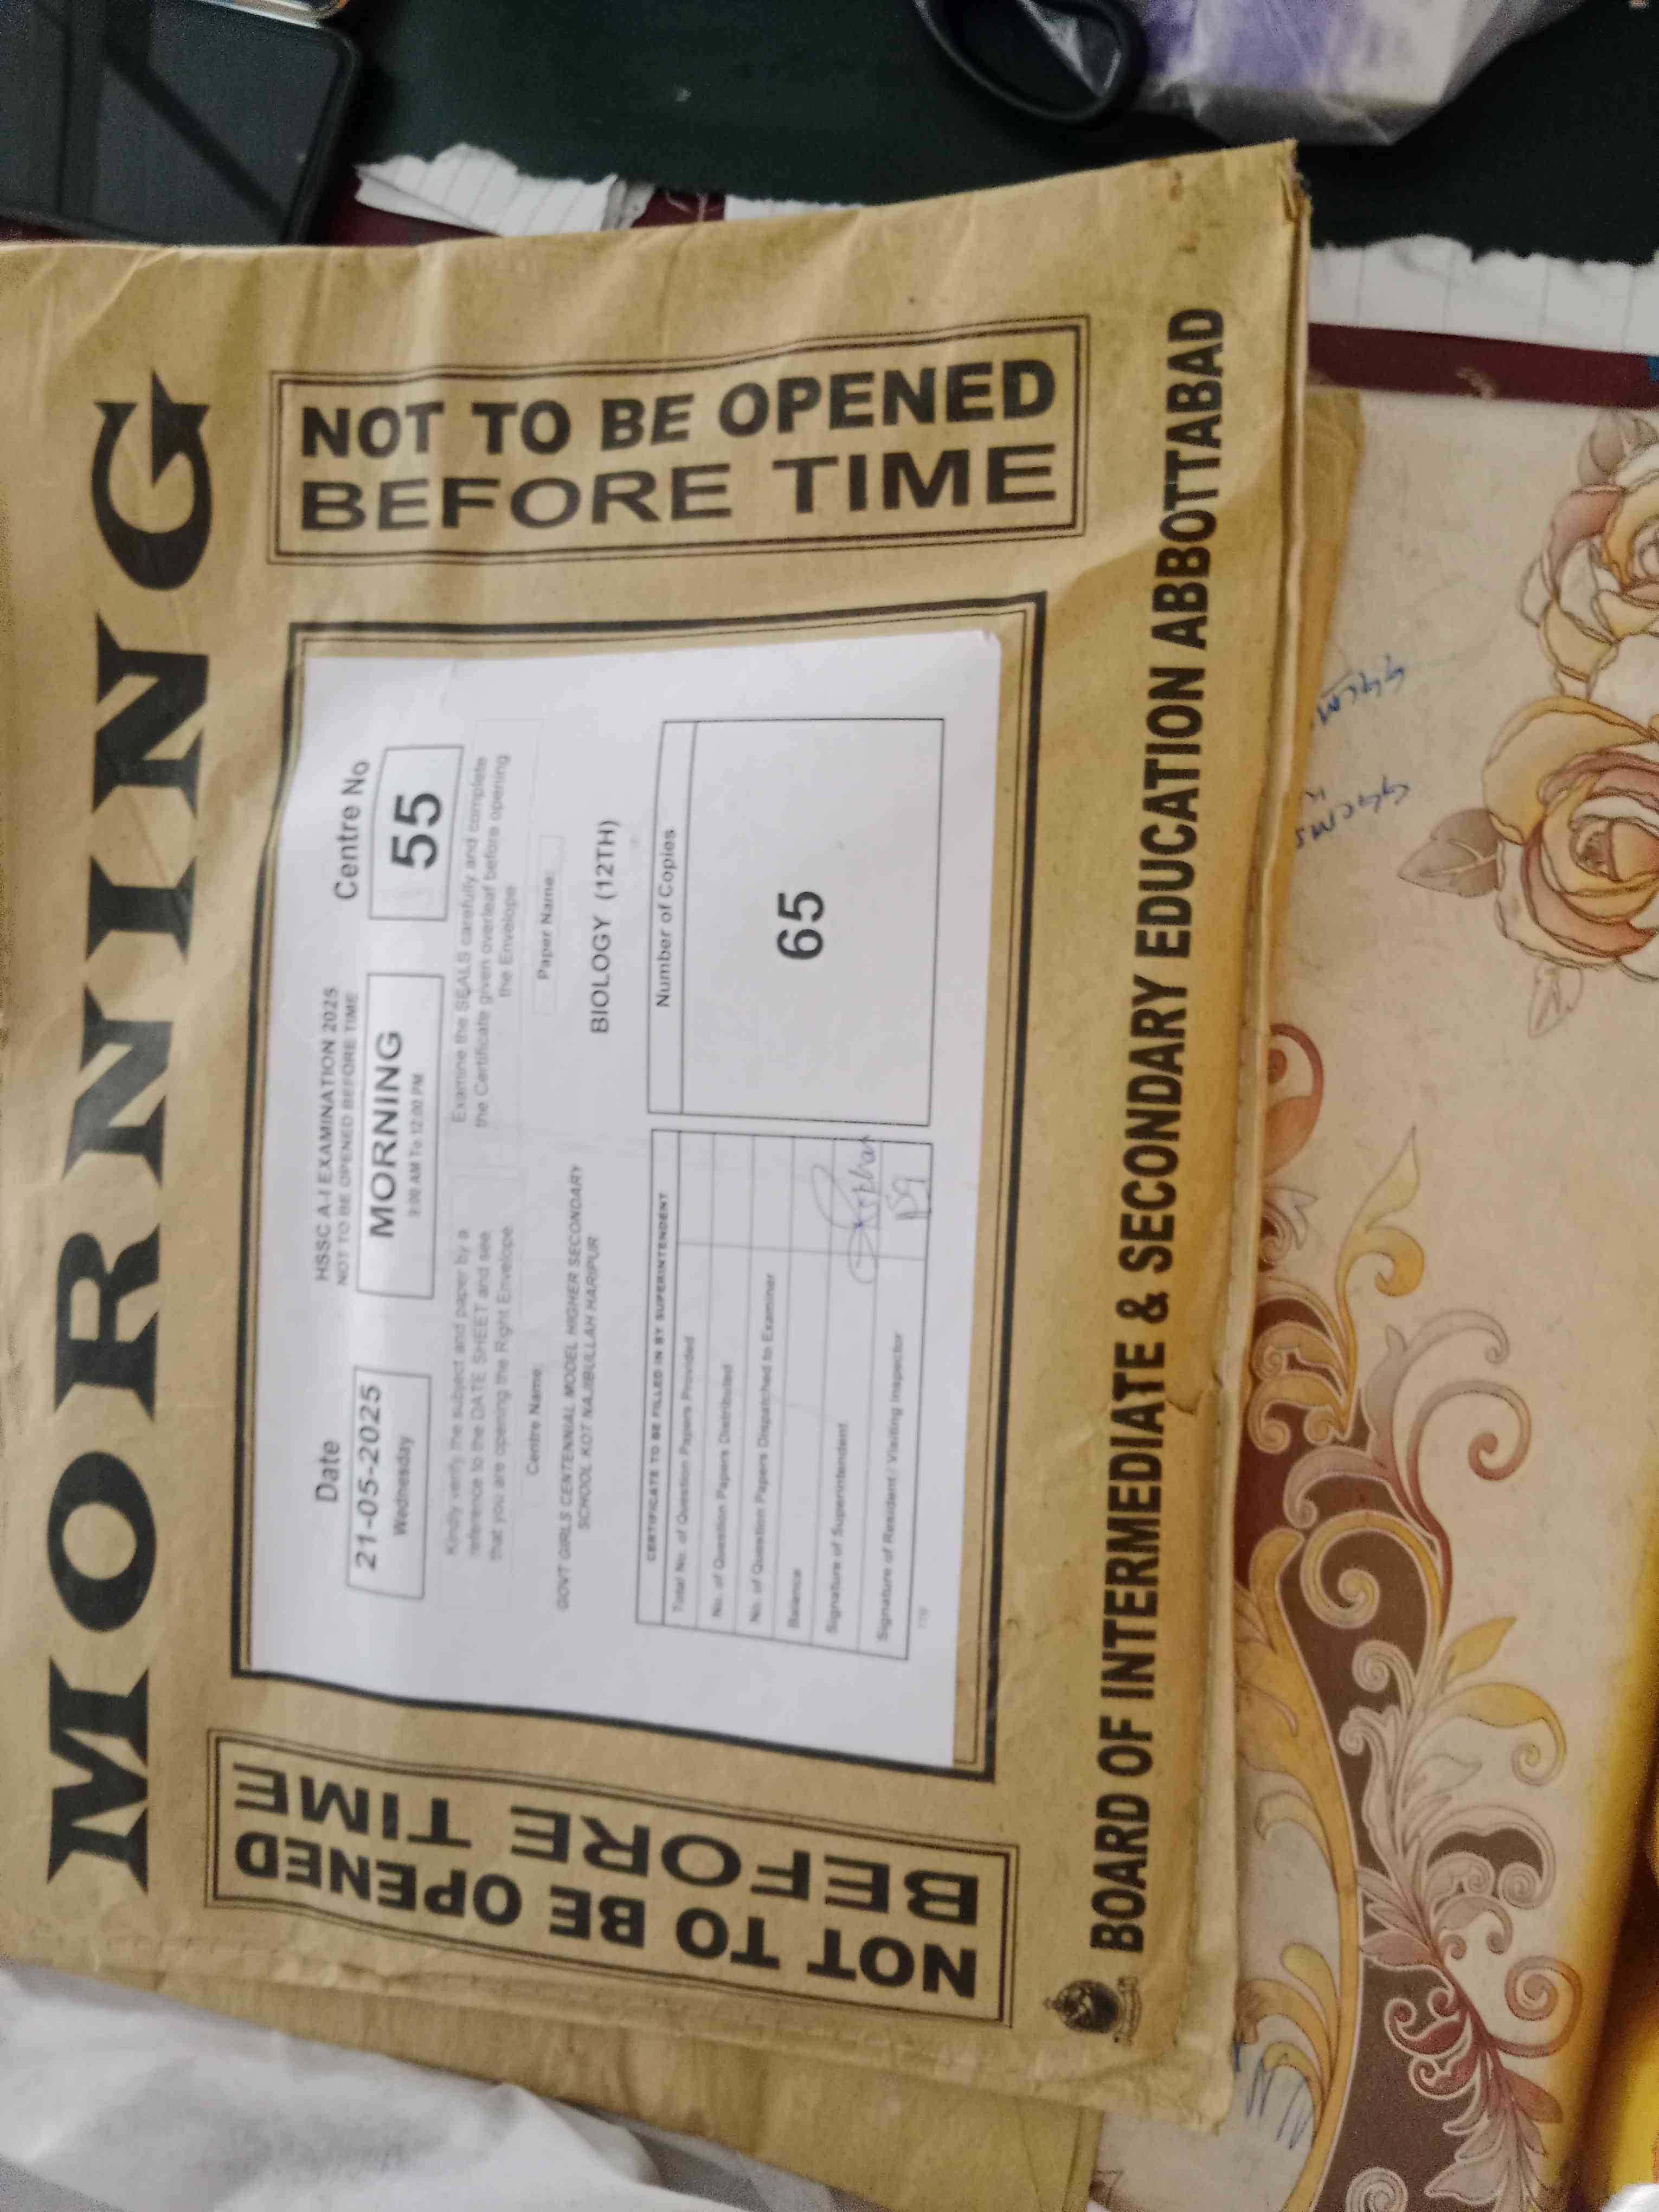 MORNING
NOT TO BE OPENED
BEFORE TIME
Date
21-05-2025
Wednesday
HSSC A-I EXAMINATION 2025
NOT TO BE OPENED BEFORE TIME
MORNING
9:00 AM To 12:00 PM
Centre No
55
Kindly verify the subject and paper by a
reference to the DATE SHEET and see
that you are opening the Right Envelope
Examine the SEALS carefully and complete
the Certificate given overleaf before opening
the Envelope
Centre Name:
GOVT GIRLS CENTENNIAL MODEL HIGHER SECONDARY
SCHOOL KOT NAJIBULLAH HARIPUR
Paper Name:
BIOLOGY (12TH)
CERTIFICATE TO BE FILLED IN BY SUPERINTENDENT
Total No. of Question Papers Provided
No. of Question Papers Distributed
No. of Question Papers Dispatched to Examiner
Balance
Signature of Superintendent
Signature of Resident / Visiting Inspector
Number of Copies
65
NOT TO BE OPENED
BEFORE TIME
BOARD OF INTERMEDIATE & SECONDARY EDUCATION ABBOTTABAD